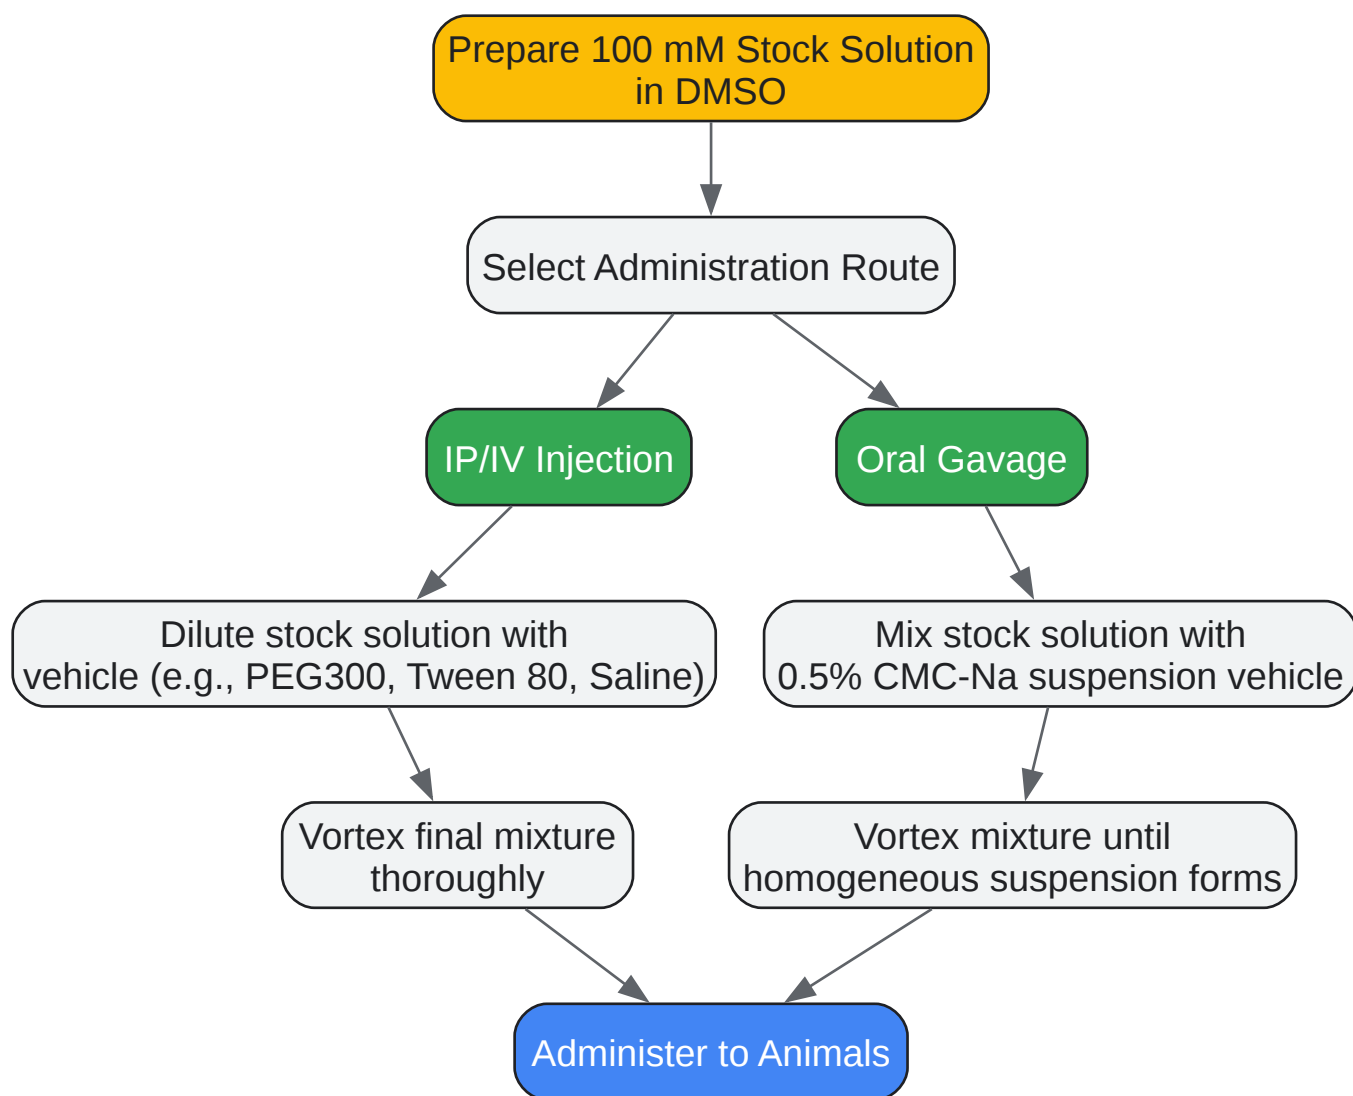 Prepare 100 mM Stock Solution
in DMSO
Select Administration Route
IP/IV Injection
Oral Gavage
Dilute stock solution with
vehicle (e.g., PEG300, Tween 80, Saline)
Mix stock solution with
0.5% CMC-Na suspension vehicle
Vortex final mixture
thoroughly
Vortex mixture until
homogeneous suspension forms
Administer to Animals